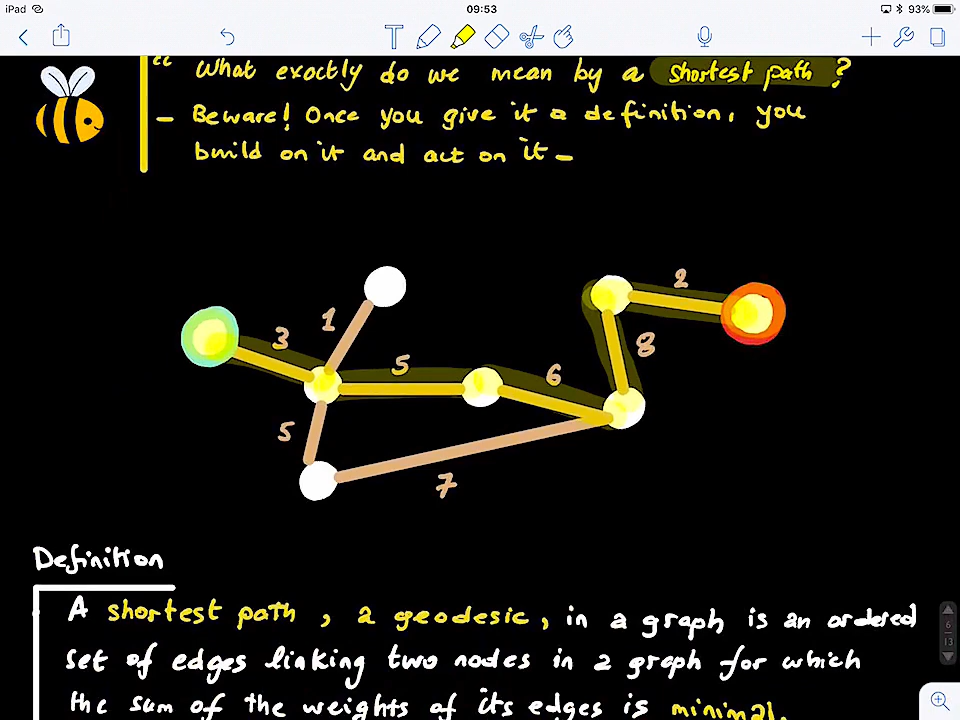 iPad 09:53 93%
T
“ What exactly do we mean by a shortest path ?
- Beware! Once you give it a definition, you
build on it and act on it -
2
1
3
8
5
6
5
7
Definition
A shortest path, a geodesic, in a graph is an ordered
6
13
set of edges linking two nodes in a graph for which
the sum of the weights of its edges is minimal.